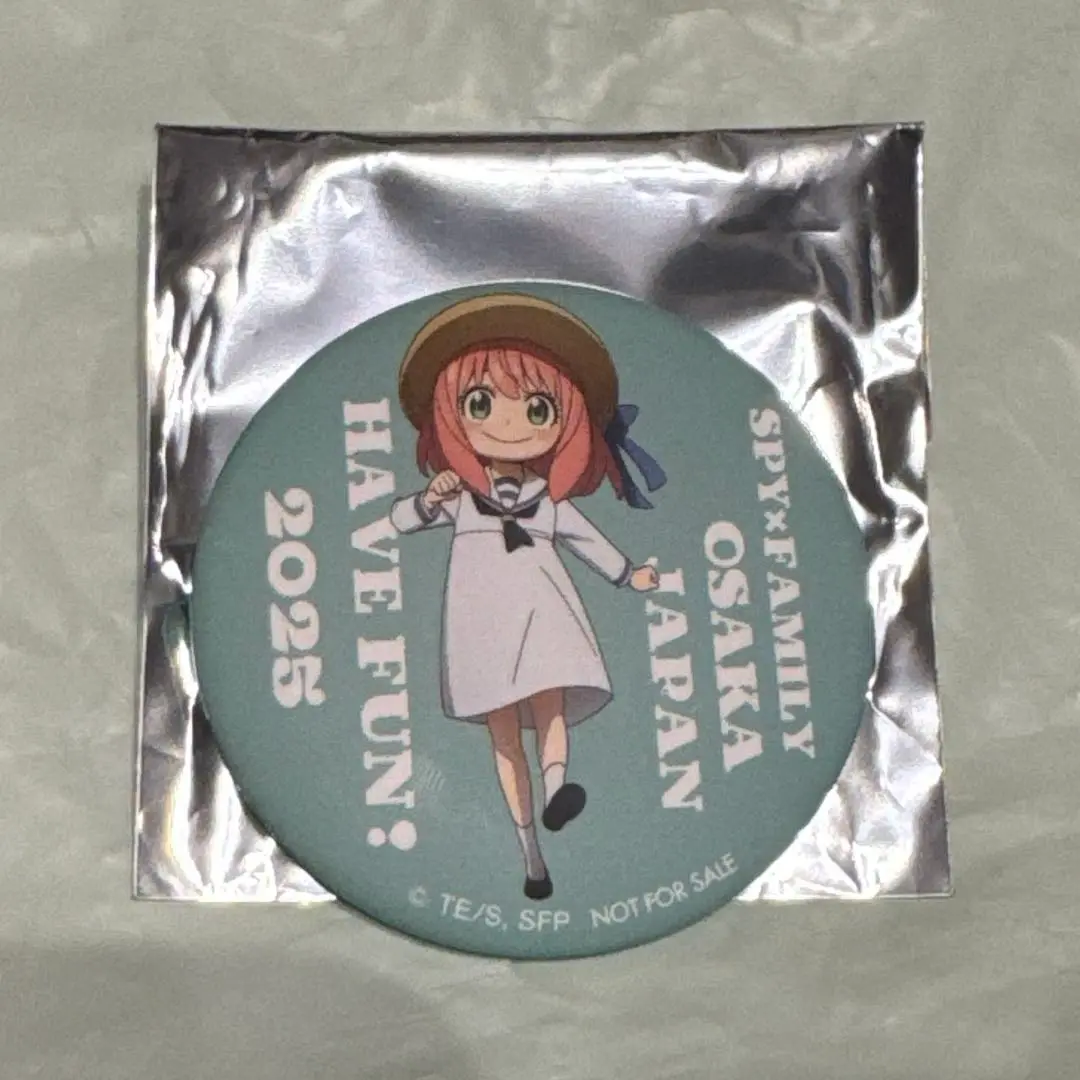 HAVE FUN!
2025
SPY×FAMILY
OSAKA
JAPAN
© TE/S, SFP NOT FOR SALE